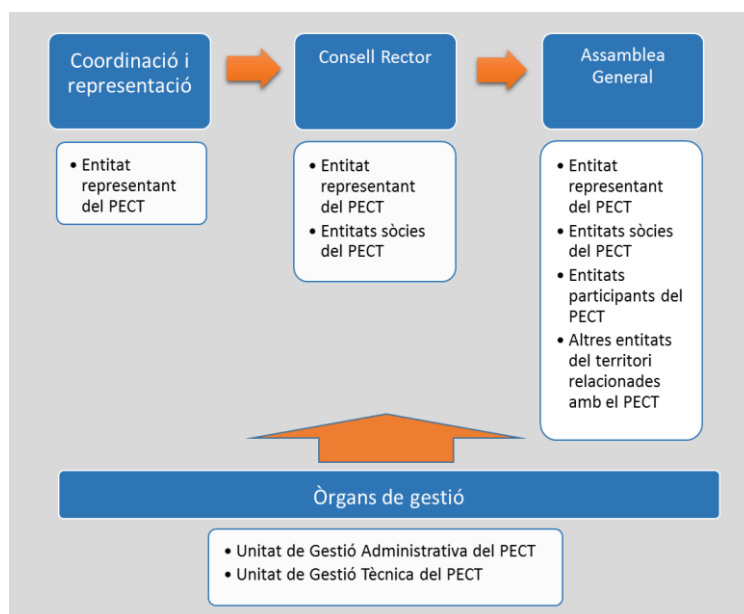 Coordinació i
representació
Consell Rector
Assamblea
General
• Entitat
representant
del PECT
• Entitat
representant
del PECT
• Entitats sòcies
del PECT
• Entitat
representant
del PECT
• Entitats sòcies
del PECT
• Entitats
participants del
PECT
• Altres entitats
del territori
relacionades
amb el PECT
Òrgans de gestió
• Unitat de Gestió Administrativa del PECT
• Unitat de Gestió Tècnica del PECT